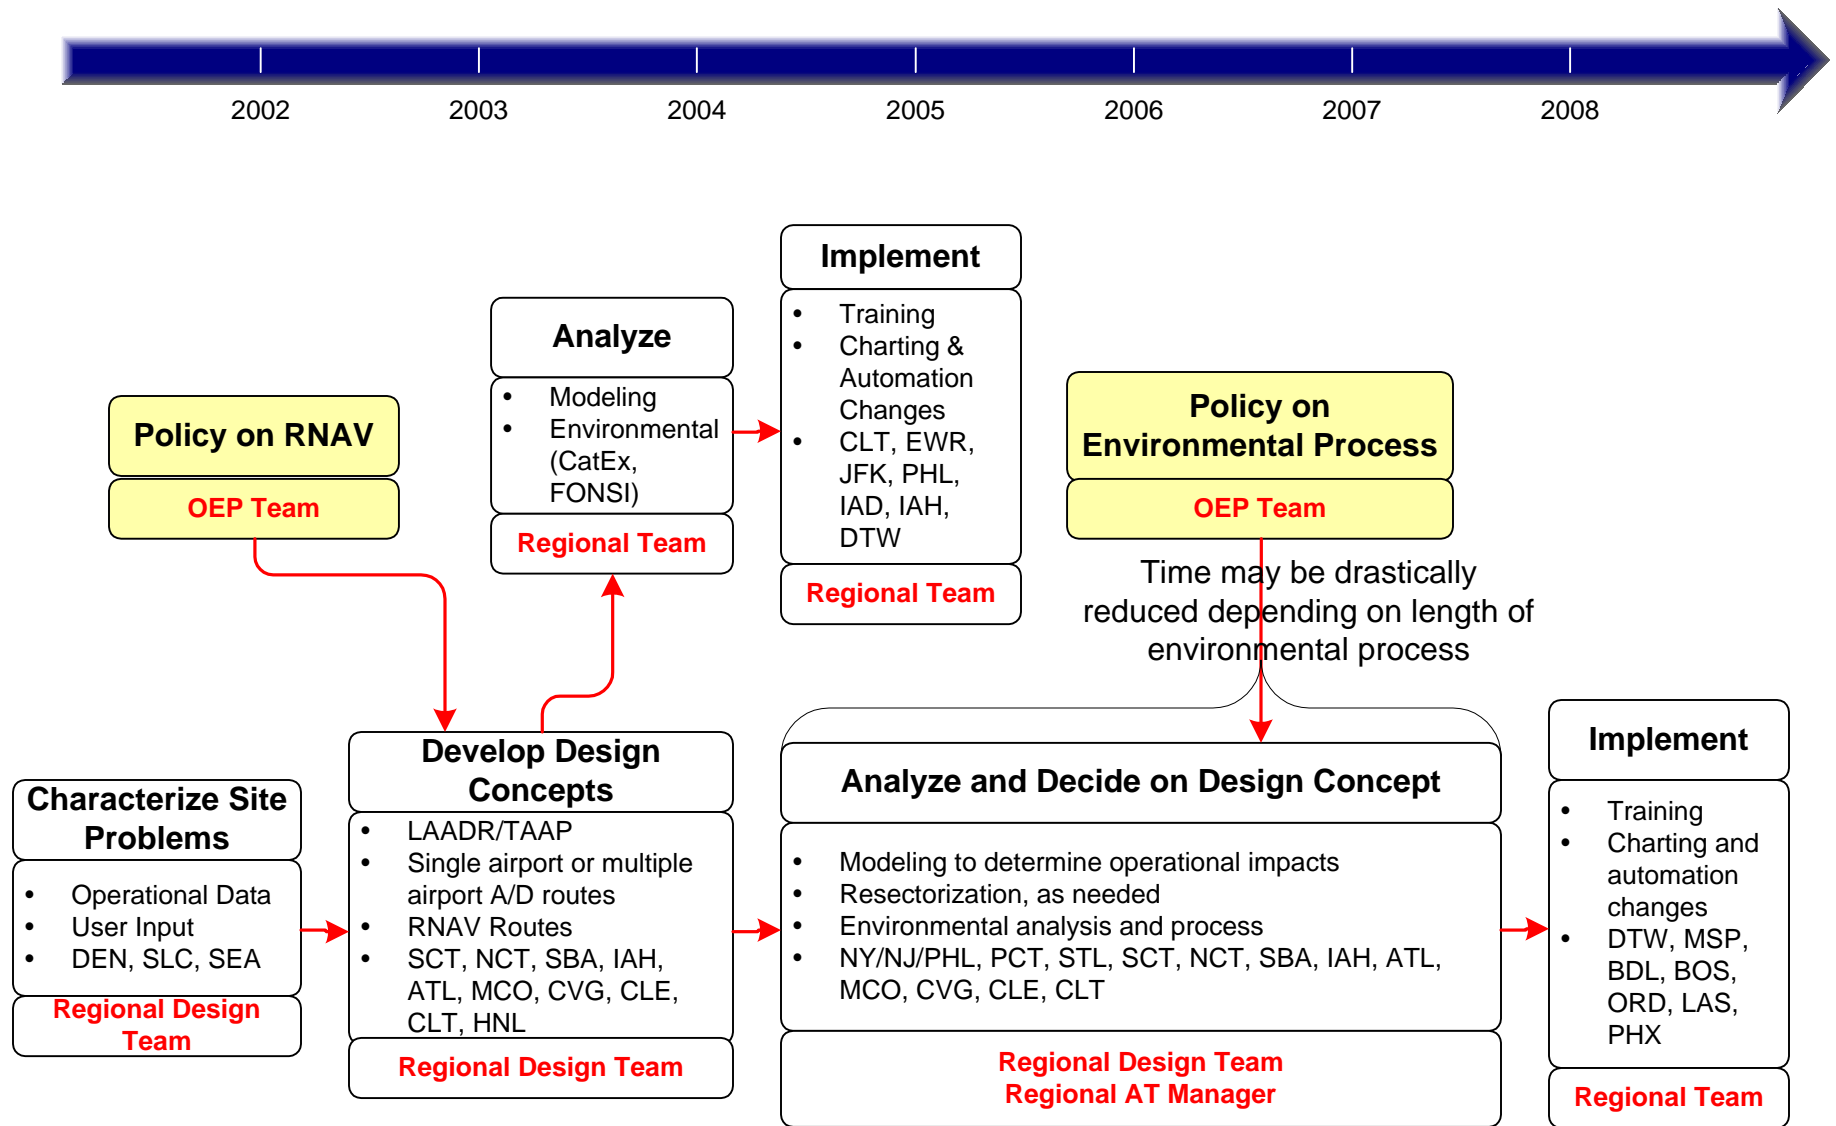 2002 2003 2004 2005 2006 2007 2008
Implement
• Training
• Charting &
Automation
Changes
• CLT, EWR,
JFK, PHL,
IAD, IAH,
DTW
Regional Team
Analyze
• Modeling
• Environmental
(CatEx,
FONSI)
Regional Team
Policy on RNAV
OEP Team
Policy on
Environmental Process
OEP Team
Time may be drastically
reduced depending on length of
environmental process
Characterize Site
Problems
• Operational Data
• User Input
• DEN, SLC, SEA
Regional Design
Team
Develop Design
Concepts
• LAADR/TAAP
• Single airport or multiple
airport A/D routes
• RNAV Routes
• SCT, NCT, SBA, IAH,
ATL, MCO, CVG, CLE,
CLT, HNL
Regional Design Team
Analyze and Decide on Design Concept
• Modeling to determine operational impacts
• Resectorization, as needed
• Environmental analysis and process
• NY/NJ/PHL, PCT, STL, SCT, NCT, SBA, IAH, ATL,
MCO, CVG, CLE, CLT
Regional Design Team
Regional AT Manager
Implement
• Training
• Charting and
automation
changes
• DTW, MSP,
BDL, BOS,
ORD, LAS,
PHX
Regional Team